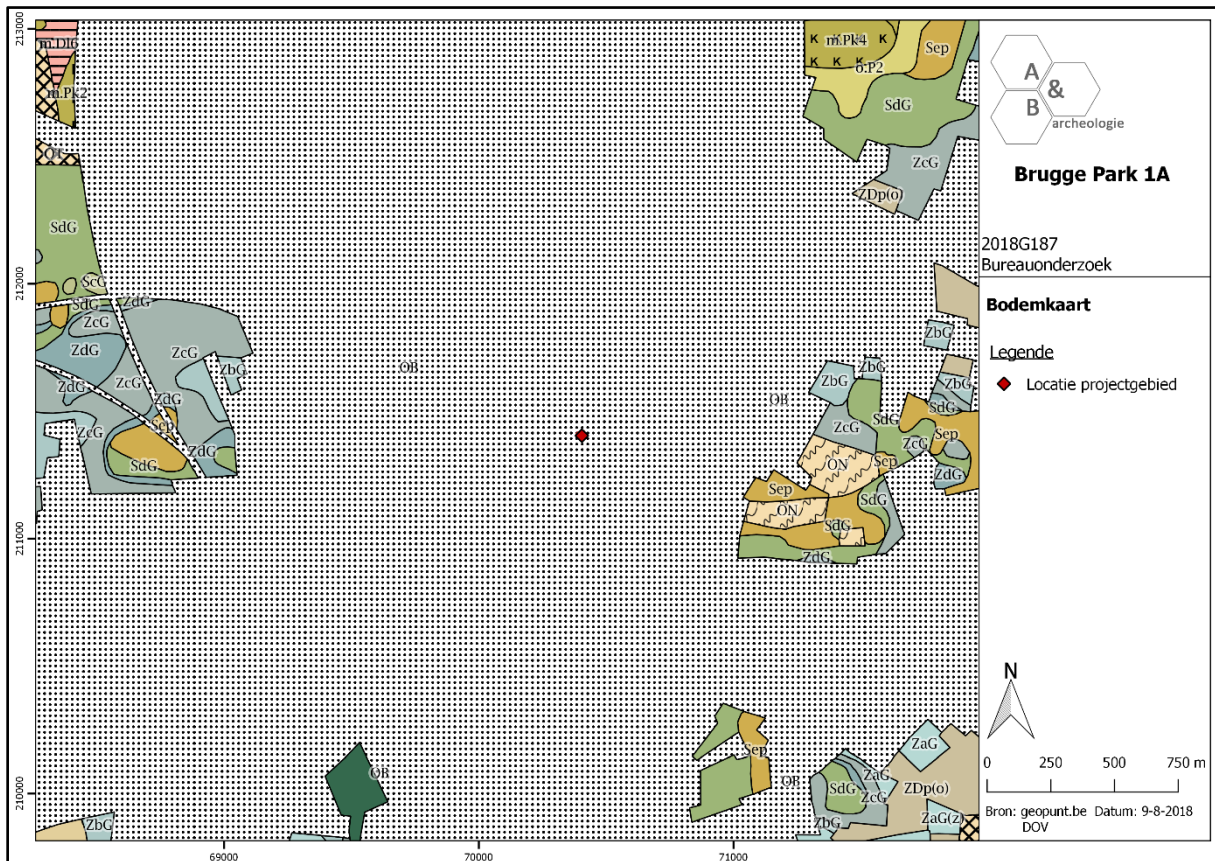 213000
212000
211000
210000
69000
70000
71000
m.Dl6
m.Pk2
OT
SdG
ScG
SdG
ZdG
ZcG
ZdG
ZcG
ZcG
ZbG
ZdG
ZdG
Sep
ZcG
ZdG
SdG
OB
K K K K
m.Pk4
K K K
o.P2
Sep
SdG
ZcG
ZDp(o)
ZbG
OB
ZbG
ZbG
ZbG
SdG
SdG
ZcG
Sep
ZcG
ON
Sep
ZdG
Sep
SdG
ON
SdG
ZdG
OB
ZbG
Sep
OB
ZaG
ZaG
SdG
ZcG
ZDp(o)
ZbG
ZaG(z)
A
&
B
archeologie
Brugge Park 1A
2018G187
Bureauonderzoek
Bodemkaart
Legende
Locatie projectgebied
N
0 250 500 750 m
Bron: geopunt.be Datum: 9-8-2018
DOV